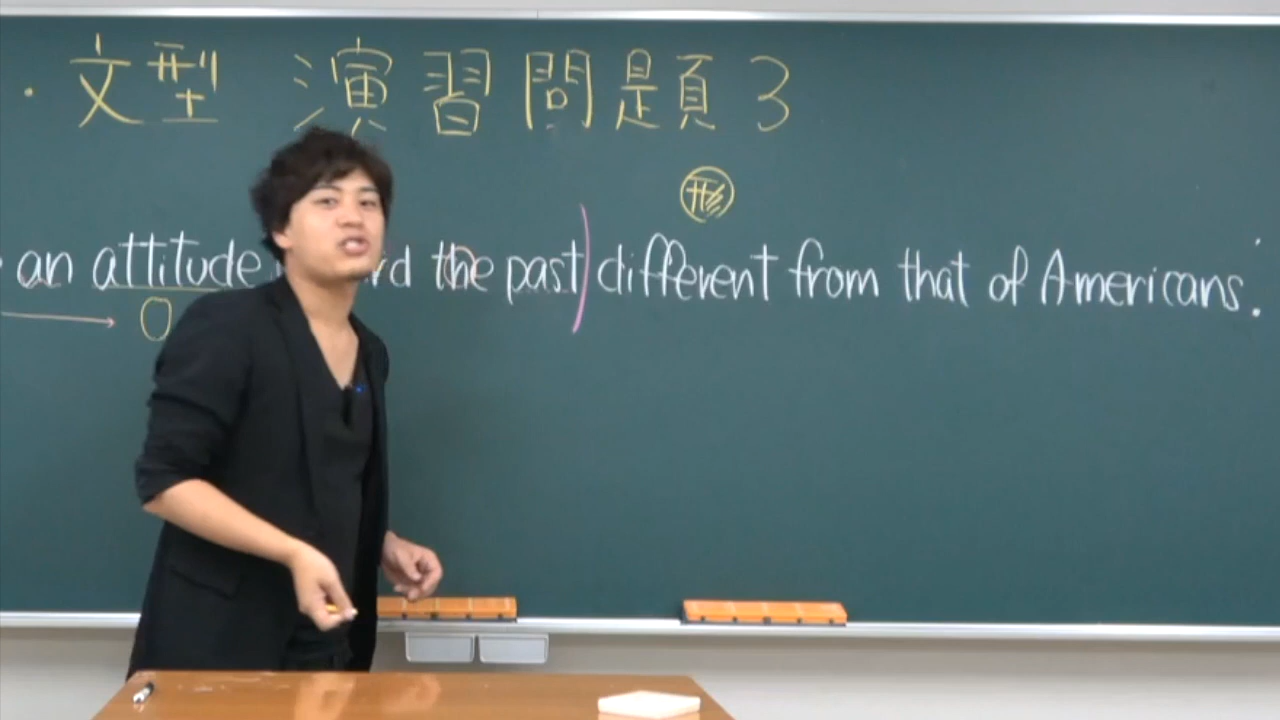 ・文型 演習問題3
形
an attitude the past different from that of Americans.
O